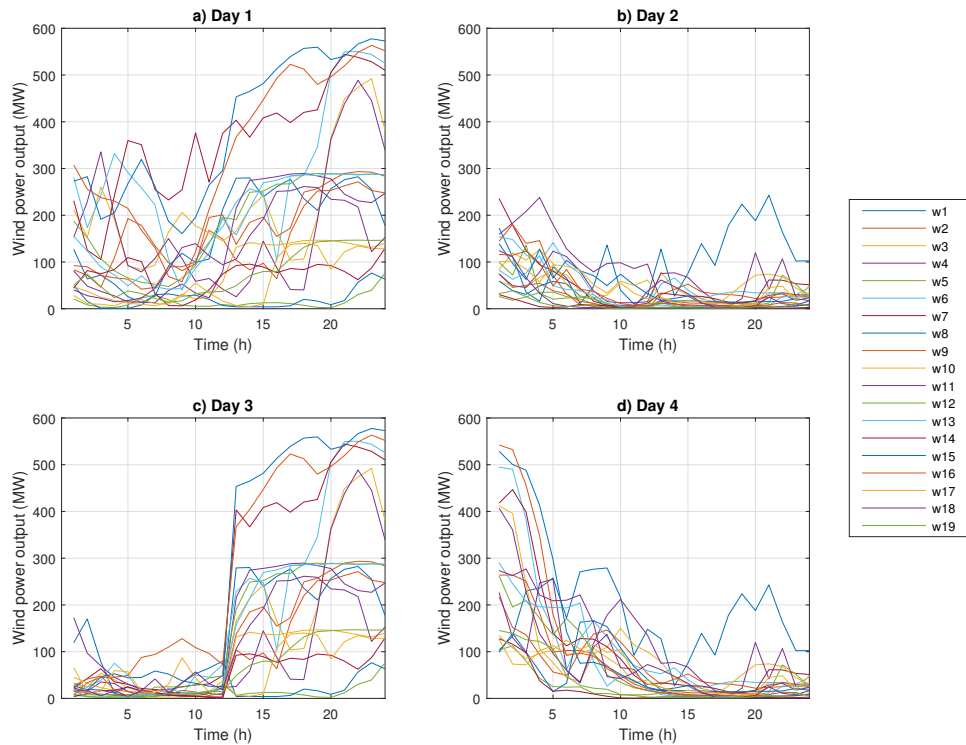 a) Day 1
Wind power output (MW)
600
500
400
300
200
100
0
5
10
15
20
Time (h)
b) Day 2
Wind power output (MW)
600
500
400
300
200
100
0
5
10
15
20
Time (h)
c) Day 3
Wind power output (MW)
600
500
400
300
200
100
0
5
10
15
20
Time (h)
d) Day 4
Wind power output (MW)
600
500
400
300
200
100
0
5
10
15
20
Time (h)
w1
w2
w3
w4
w5
w6
w7
w8
w9
w10
w11
w12
w13
w14
w15
w16
w17
w18
w19